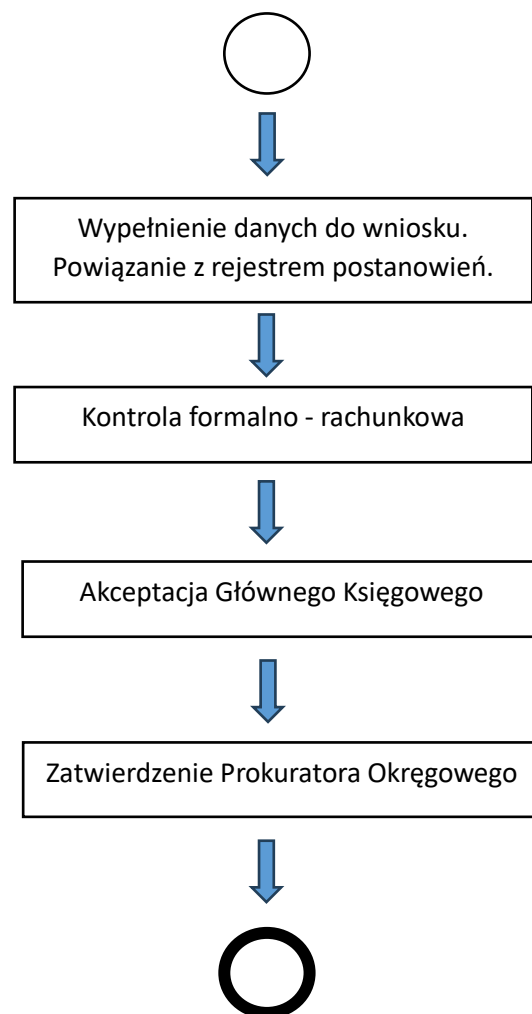 Wypełnienie danych do wniosku.
Powiązanie z rejestrem postanowień.
Kontrola formalno - rachunkowa
Akceptacja Głównego Księgowego
Zatwierdzenie Prokuratora Okręgowego